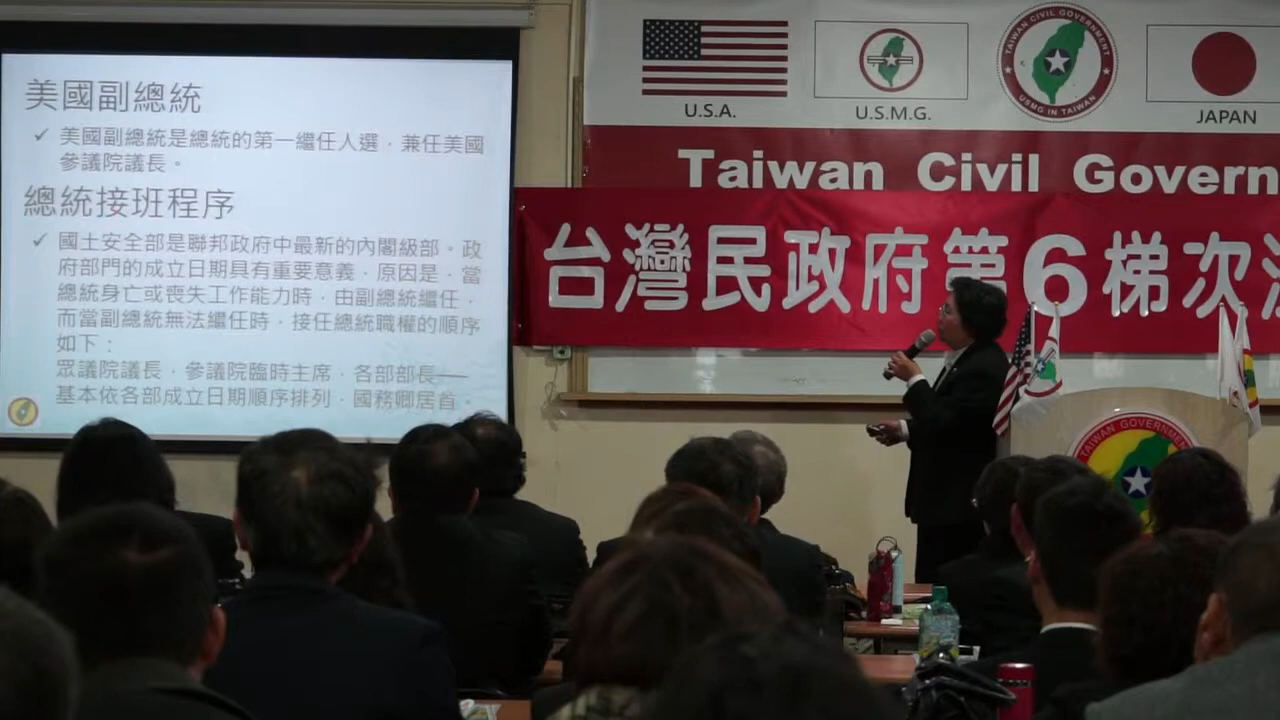 美國副總統
✓ 美國副總統是總統的第一繼任人選，兼任美國
參議院議長。
總統接班程序
✓ 國土安全部是聯邦政府中最新的內閣級部。政
府部門的成立日期具有重要意義，原因是，當
總統身亡或喪失工作能力時，由副總統繼任，
而當副總統無法繼任時，接任總統職權的順序
如下：
眾議院議長，參議院臨時主席，各部部長——
基本依各部成立日期順序排列，國務卿居首。
U.S.A.
U.S.M.G.
TAIWAN CIVIL GOVERNMENT
USMG IN TAIWAN
JAPAN
Taiwan Civil Govern
台灣民政府第6梯次
TAIWAN GOVERNMENT